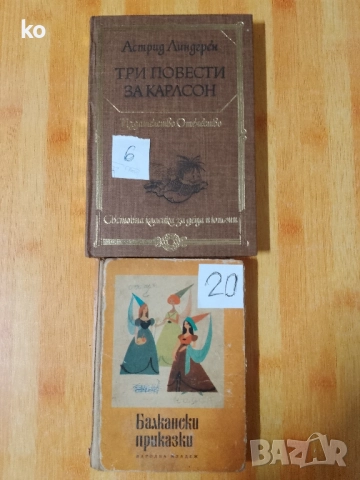 ko
Астрид Линдгрен
ТРИ ПОВЕСТИ
ЗА КАРЛСОН
Издателство Отечество
6
Световна класика за деца и юноши
20
Балкански
приказки
НАРОДНА МЛАДЕЖ
BAZAR